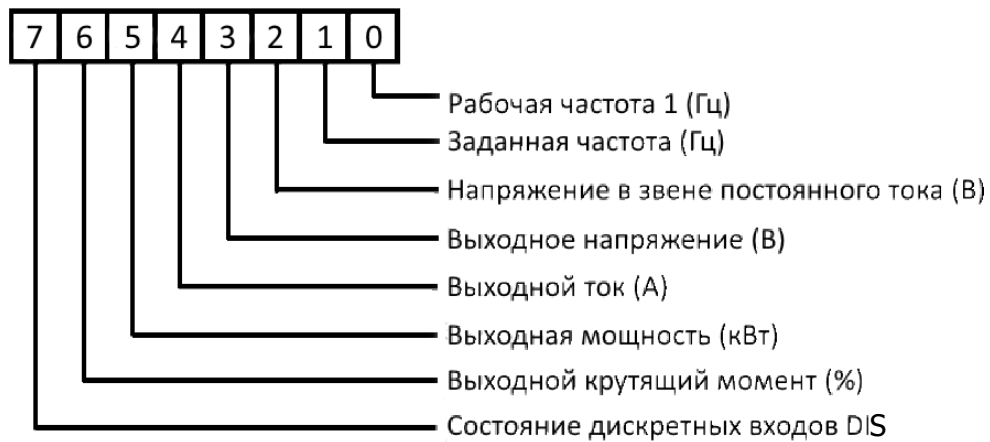 7 6 5 4 3 2 1 0
Рабочая частота 1 (Гц)
Заданная частота (Гц)
Напряжение в звене постоянного тока (В)
Выходное напряжение (В)
Выходной ток (А)
Выходная мощность (кВт)
Выходной крутящий момент (%)
Состояние дискретных входов DIS